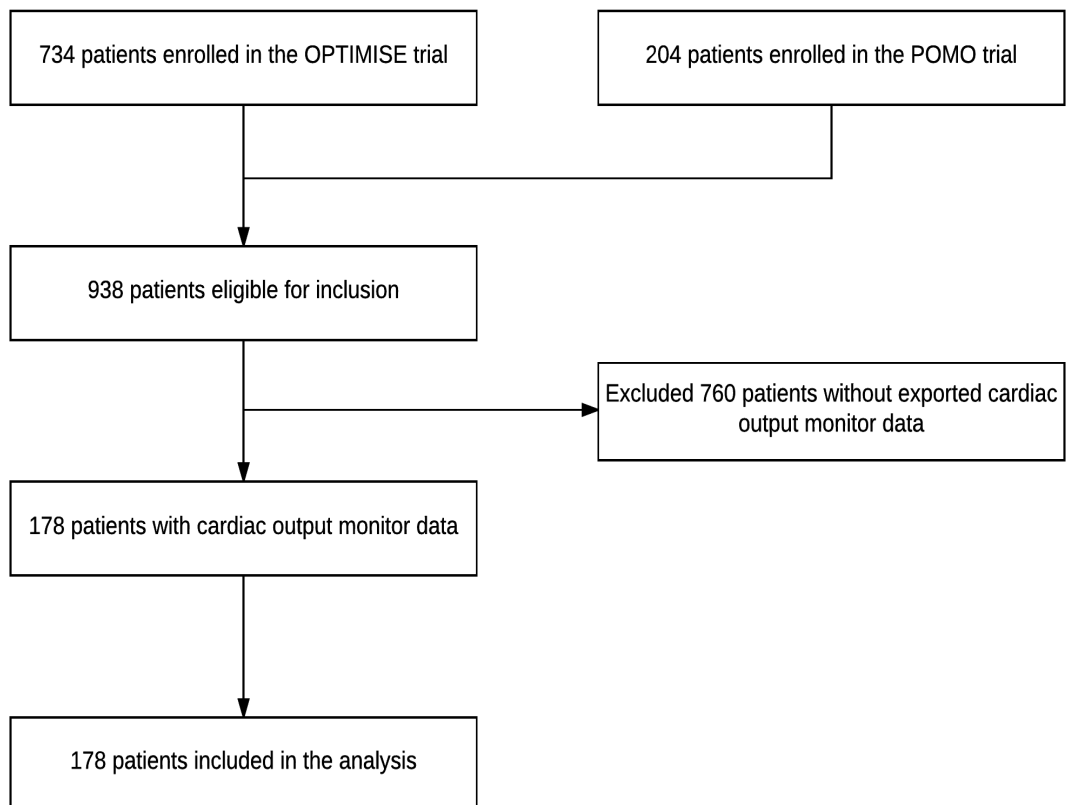 734 patients enrolled in the OPTIMISE trial
204 patients enrolled in the POMO trial
938 patients eligible for inclusion
Excluded 760 patients without exported cardiac
output monitor data
178 patients with cardiac output monitor data
178 patients included in the analysis